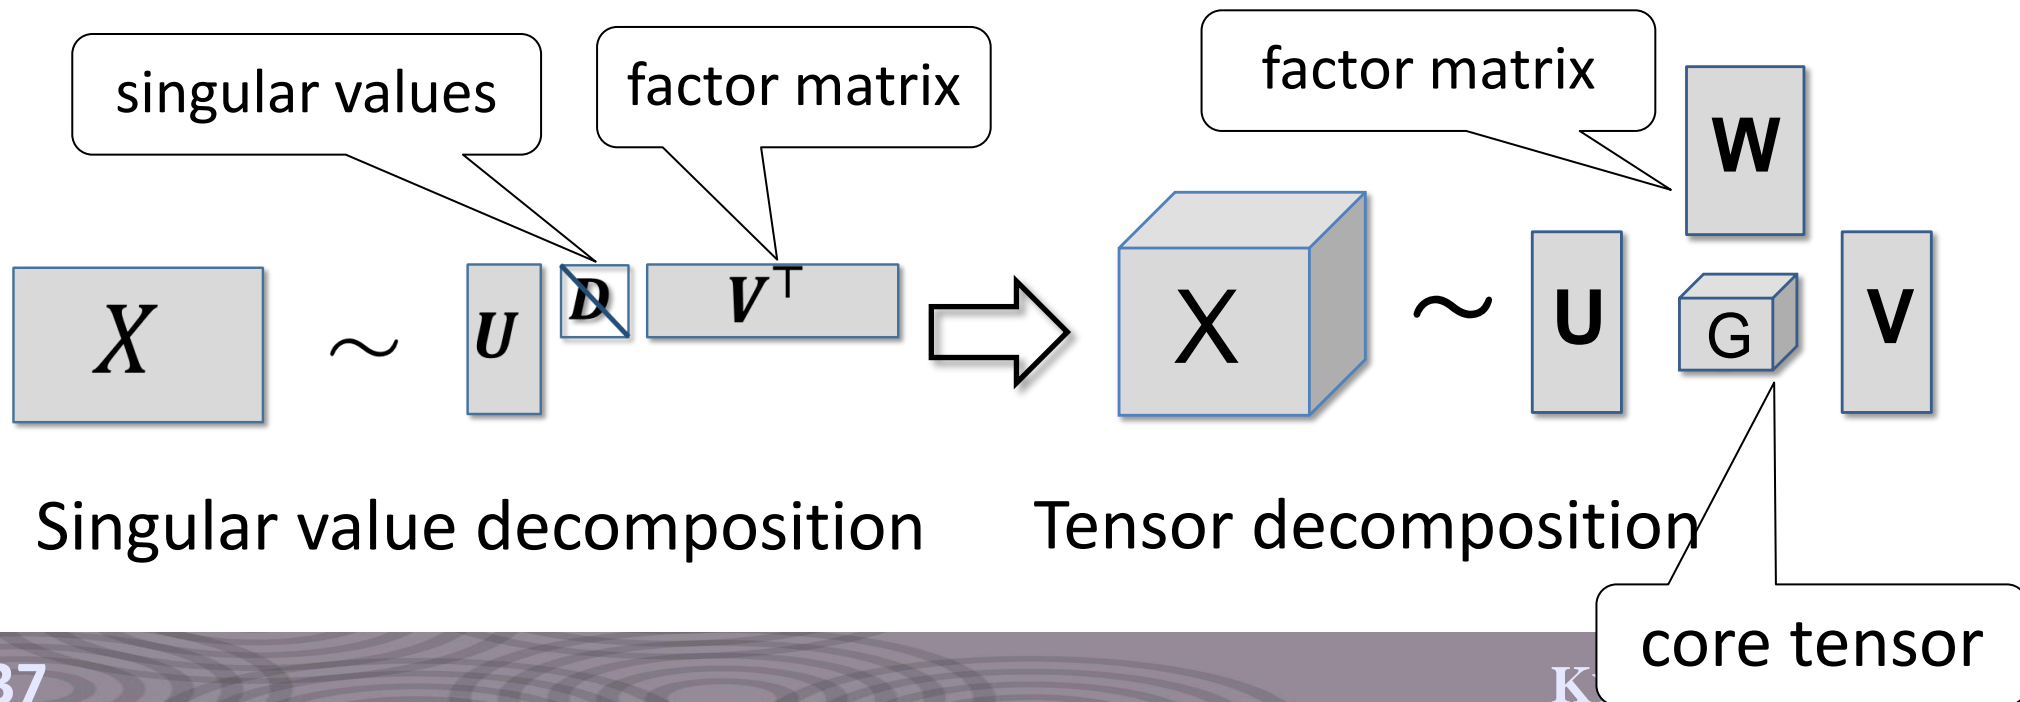 singular values
factor matrix
factor matrix
W
X ∼ U D V⊤
X ∼ U G V
Singular value decomposition
Tensor decomposition
core tensor
37